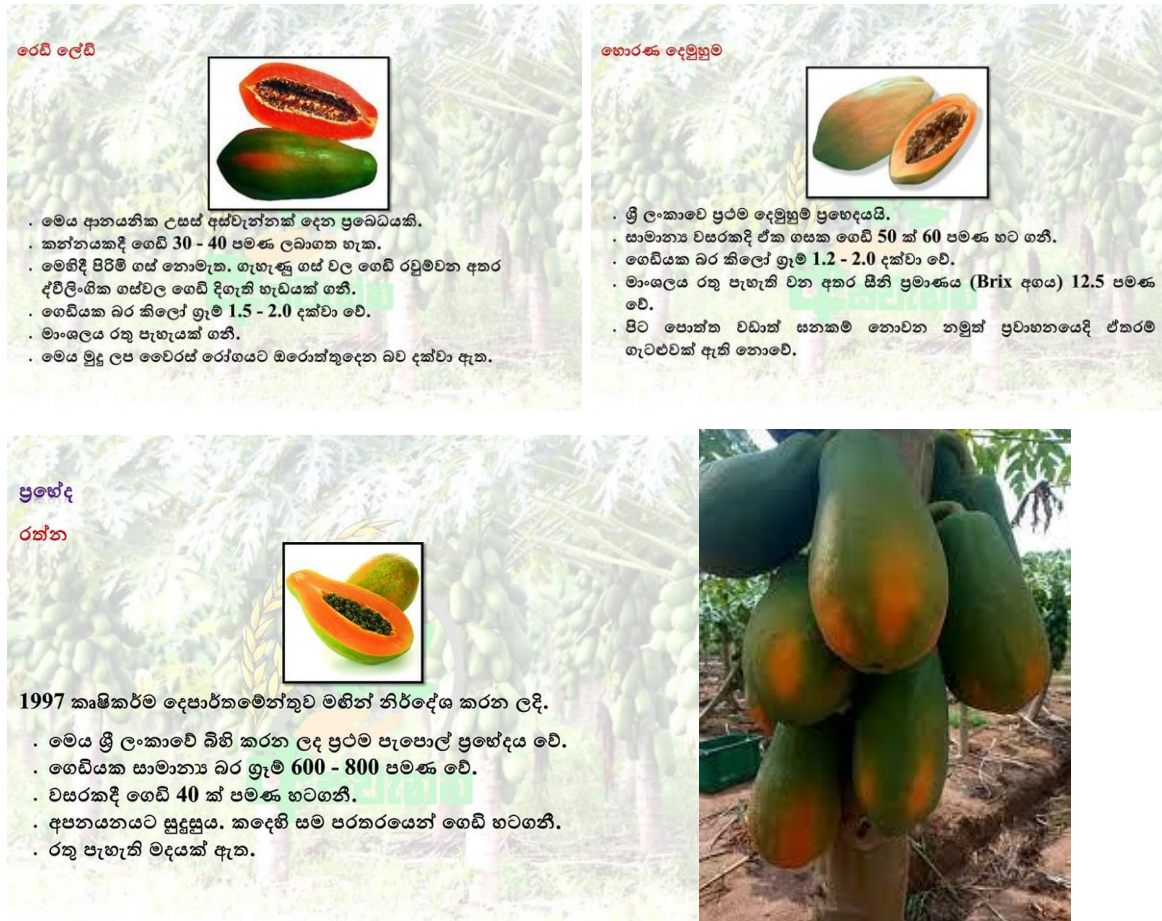 රෙඩ් ලේඩි
. මෙය ආනයනික උසස් අස්වැන්නක් දෙන ප්‍රබෙධයකි.
. කන්නයකදී ගෙඩි 30 - 40 පමණ ලබාගත හැක.
. මෙහිදී පිරිමි ගස් නොමැත. ගැහැණු ගස් වල ගෙඩි රවුම්වන අතර
ද්විලිංගික ගස්වල ගෙඩි දිගැති හැඩයක් ගනී.
. ගෙඩියක බර කිලෝ ග්‍රෑම් 1.5 - 2.0 දක්වා වේ.
. මාංශලය රතු පැහැයක් ගනී.
. මෙය මුදු ලප වෛරස් රෝගයට ඔරොත්තුදෙන බව දක්වා ඇත.
හොරණ දෙමුහුම
. ශ්‍රී ලංකාවෙ ප්‍රථම දෙමුහුම් ප්‍රභෙදයයි.
. සාමාන්‍ය වසරකදි ඒක ගසක ගෙඩි 50 ක් 60 පමණ හට ගනී.
. ගෙඩියක බර කිලෝ ග්‍රෑම් 1.2 - 2.0 දක්වා වේ.
. මාංශලය රතු පැහැති වන අතර සීනි ප්‍රමාණය (Brix අගය) 12.5 පමණ
වේ.
. පිට පොත්ත වඩාත් ඝනකම් නොවන නමුත් ප්‍රවාහනයෙදි ඒතරම්
ගැටළුවක් ඇති නොවේ.
ප්‍රභේද
රත්න
1997 කෘෂිකර්ම දෙපාර්තමේන්තුව මඟින් නිර්දේශ කරන ලදි.
. මෙය ශ්‍රී ලංකාවේ බිහි කරන ලද ප්‍රථම පැපොල් ප්‍රභේදය වේ.
. ගෙඩියක සාමාන්‍ය බර ග්‍රෑම් 600 - 800 පමණ වේ.
. වසරකදී ගෙඩි 40 ක් පමණ හටගනී.
. අපනයනයට සුදුසුය. කදෙහි සම පරතරයෙන් ගෙඩි හටගනී.
. රතු පැහැති මදයක් ඇත.